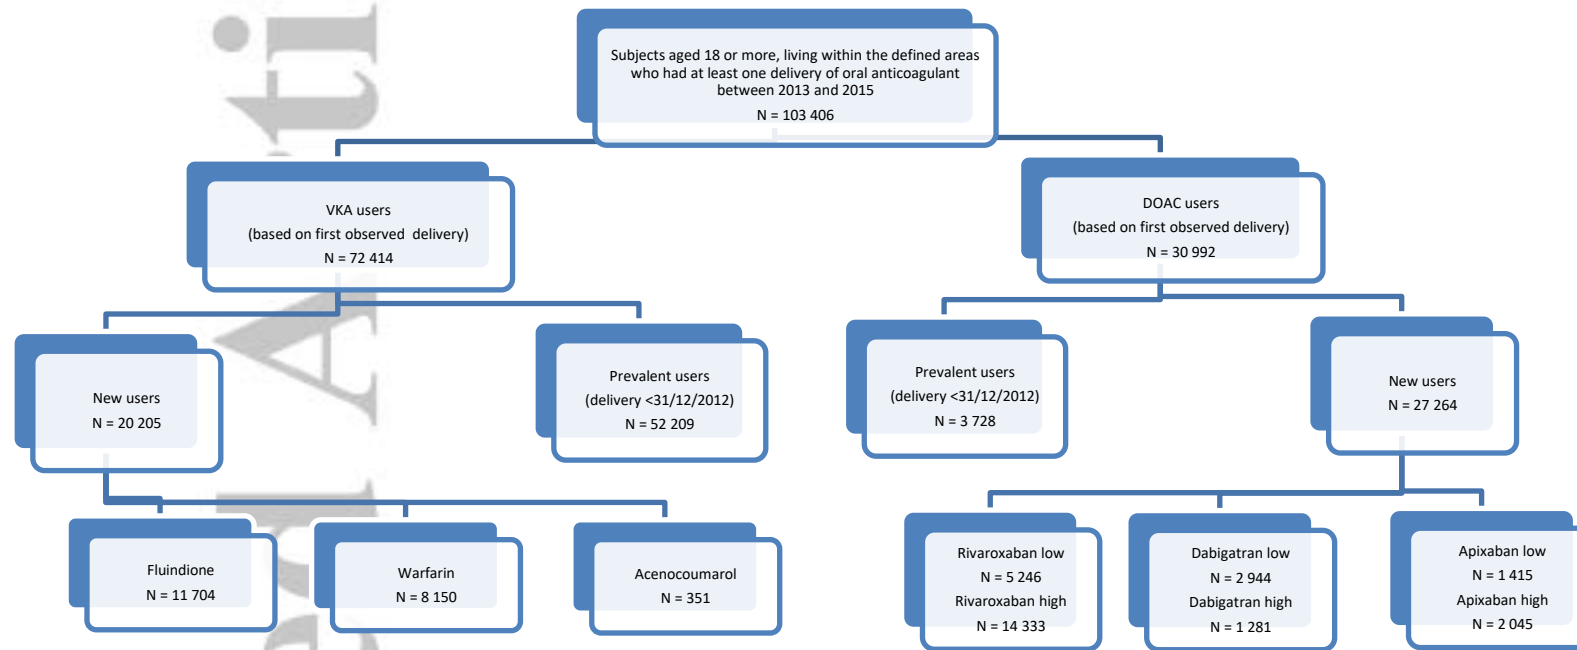 Subjects aged 18 or more, living within the defined areas
who had at least one delivery of oral anticoagulant
between 2013 and 2015
N = 103 406
VKA users
(based on first observed delivery)
N = 72 414
DOAC users
(based on first observed delivery)
N = 30 992
New users
N = 20 205
Prevalent users
(delivery <31/12/2012)
N = 52 209
Prevalent users
(delivery <31/12/2012)
N = 3 728
New users
N = 27 264
Fluindione
N = 11 704
Warfarin
N = 8 150
Acenocoumarol
N = 351
Rivaroxaban low
N = 5 246
Rivaroxaban high
N = 14 333
Dabigatran low
N = 2 944
Dabigatran high
N = 1 281
Apixaban low
N = 1 415
Apixaban high
N = 2 045